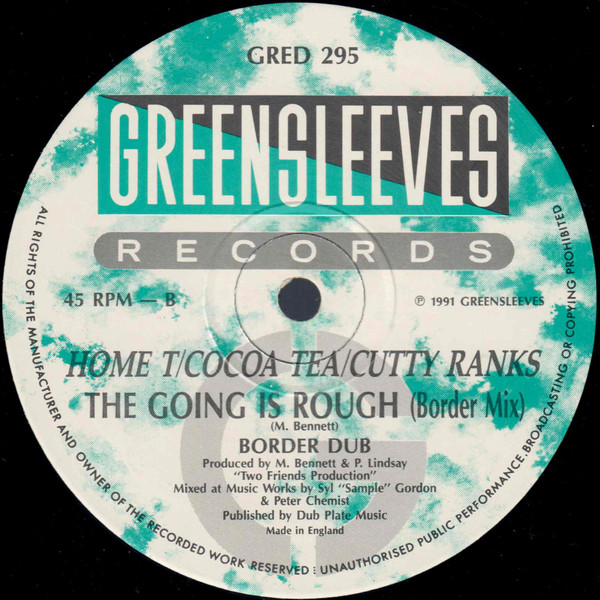 GRED 295
GREENSLEEVES
RECORDS
45 RPM — B
℗ 1991 GREENSLEEVES
HOME T/COCOA TEA/CUTTY RANKS
THE GOING IS ROUGH (Border Mix)
(M. Bennett)
BORDER DUB
Produced by M. Bennett & P. Lindsay
"Two Friends Production"
Mixed at Music Works by Syl "Sample" Gordon
& Peter Chemist
Published by Dub Plate Music
Made in England
ALL RIGHTS OF THE MANUFACTURER AND OWNER OF THE RECORDED WORK RESERVED : UNAUTHORISED PUBLIC PERFORMANCE.BROADCASTING OR COPYING PROHIBITED